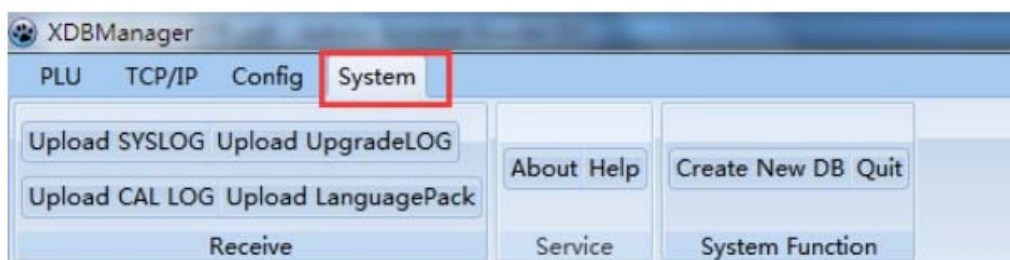 XDBManager
PLU TCP/IP Config System
Upload SYSLOG Upload UpgradeLOG
Upload CAL LOG Upload LanguagePack
Receive
About Help
Service
Create New DB Quit
System Function